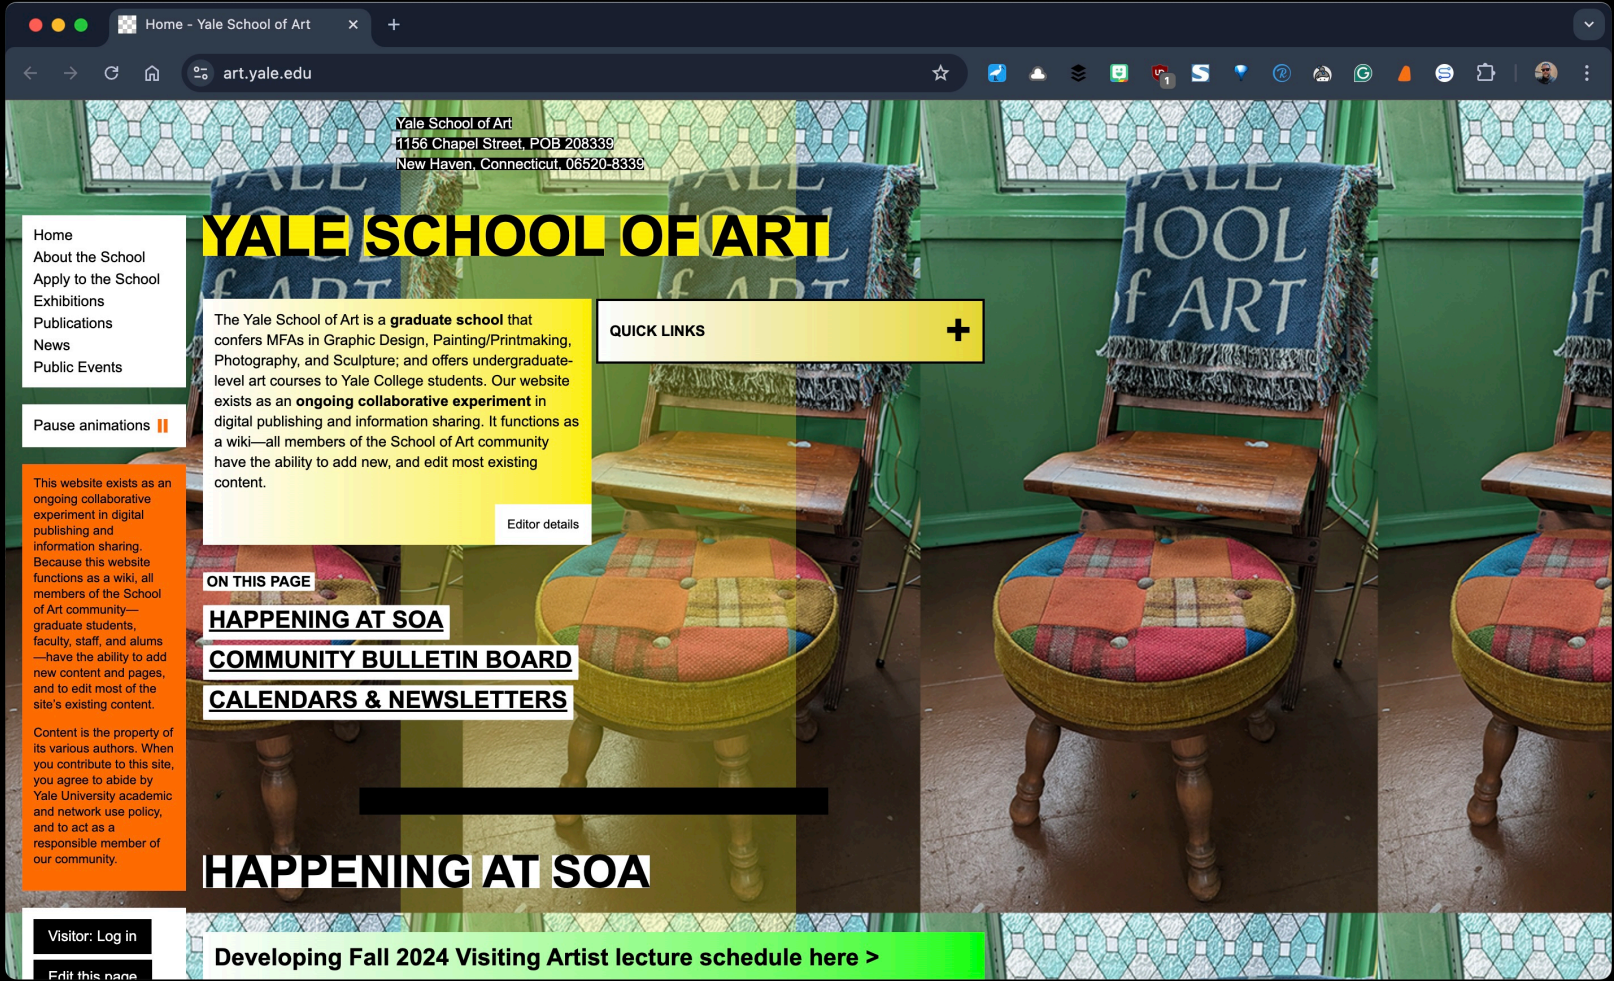 Home - Yale School of Art
art.yale.edu
1
Yale School of Art
1156 Chapel Street, POB 208339
New Haven, Connecticut, 06520-8339
YALE SCHOOL OF ART
Home
About the School
Apply to the School
Exhibitions
Publications
News
Public Events
Pause animations
This website exists as an
ongoing collaborative
experiment in digital
publishing and
information sharing.
Because this website
functions as a wiki, all
members of the School
of Art community—
graduate students,
faculty, staff, and alums
—have the ability to add
new content and pages,
and to edit most of the
site's existing content.
Content is the property of
its various authors. When
you contribute to this site,
you agree to abide by
Yale University academic
and network use policy,
and to act as a
responsible member of
our community.
Visitor: Log in
Edit this page
The Yale School of Art is a graduate school that
confers MFAs in Graphic Design, Painting/Printmaking,
Photography, and Sculpture; and offers undergraduate-
level art courses to Yale College students. Our website
exists as an ongoing collaborative experiment in
digital publishing and information sharing. It functions as
a wiki—all members of the School of Art community
have the ability to add new, and edit most existing
content.
Editor details
QUICK LINKS
ON THIS PAGE
HAPPENING AT SOA
COMMUNITY BULLETIN BOARD
CALENDARS & NEWSLETTERS
HAPPENING AT SOA
Developing Fall 2024 Visiting Artist lecture schedule here >
YALE
SCHOOL
of ART